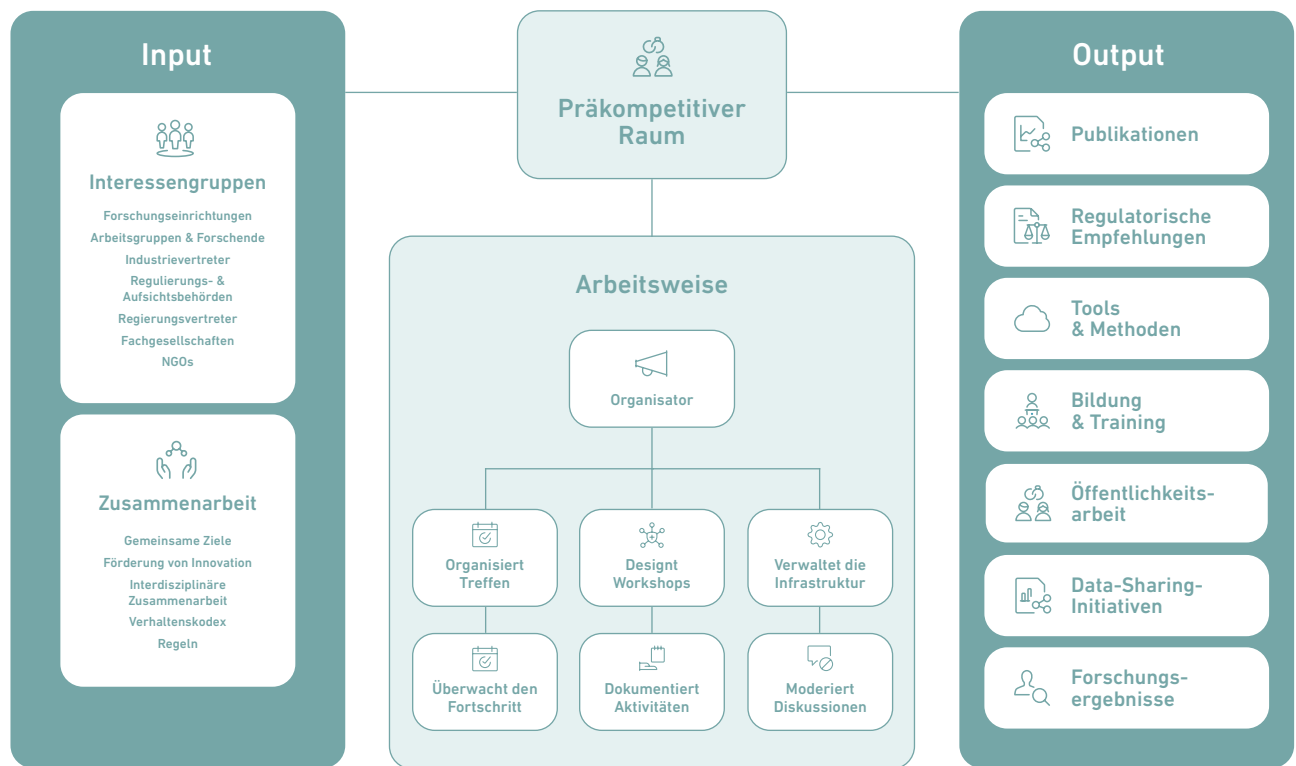 Input
Interessengruppen
Forschungseinrichtungen
Arbeitsgruppen & Forschende
Industrievertreter
Regulierungs- &
Aufsichtsbehörden
Regierungsvertreter
Fachgesellschaften
NGOs
Zusammenarbeit
Gemeinsame Ziele
Förderung von Innovation
Interdisziplinäre
Zusammenarbeit
Verhaltenskodex
Regeln
Präkompetitiver
Raum
Arbeitsweise
Organisator
Organisiert
Treffen
Designt
Workshops
Verwaltet die
Infrastruktur
Überwacht den
Fortschritt
Dokumentiert
Aktivitäten
Moderiert
Diskussionen
Output
Publikationen
Regulatorische
Empfehlungen
Tools
& Methoden
Bildung
& Training
Öffentlichkeits-
arbeit
Data-Sharing-
Initiativen
Forschungs-
ergebnisse